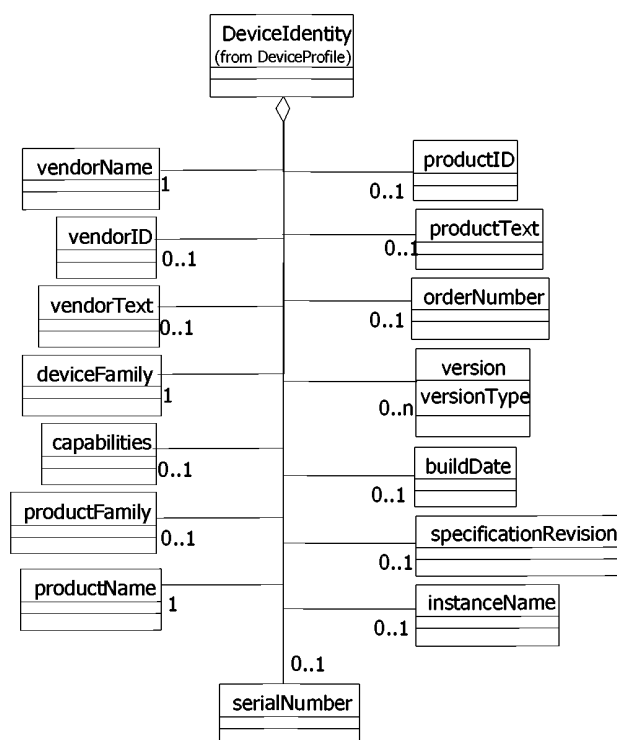 DeviceIdentity
(from DeviceProfile)
vendorName
1
productID
0..1
vendorID
0..1
productText
0..1
vendorText
0..1
orderNumber
0..1
deviceFamily
1
version
versionType
0..n
capabilities
0..1
buildDate
0..1
productFamily
0..1
specificationRevision
0..1
productName
1
instanceName
0..1
0..1
serialNumber